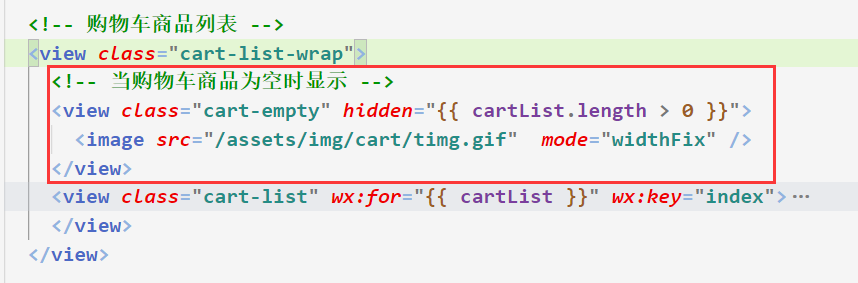 <!-- 购物车商品列表 -->
<view class="cart-list-wrap">
<!-- 当购物车商品为空时显示 -->
<view class="cart-empty" hidden="{{ cartList.length > 0 }}">
<image src="/assets/img/cart/timg.gif"  mode="widthFix" />
</view>
<view class="cart-list" wx:for="{{ cartList }}" wx:key="index">···
</view>
</view>